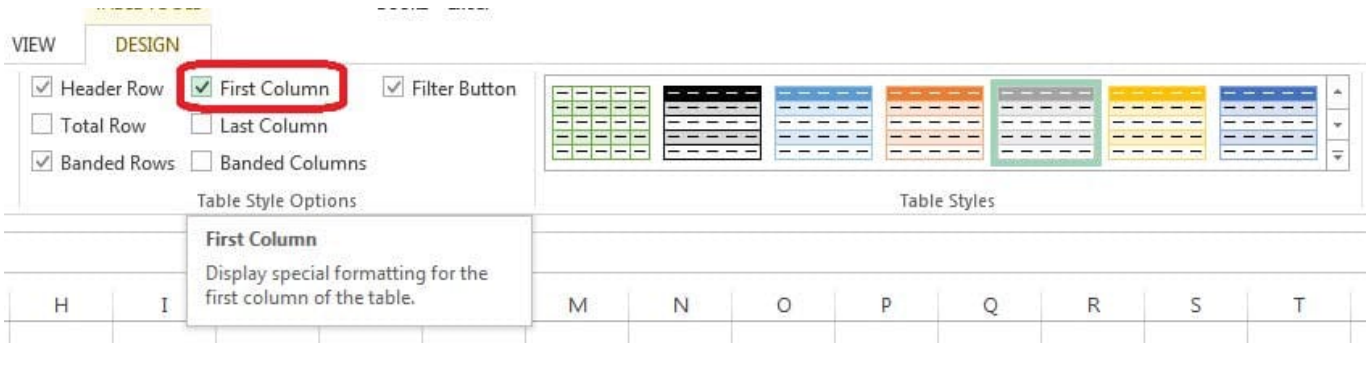 VIEW DESIGN
Header Row First Column Filter Button
Total Row Last Column
Banded Rows Banded Columns
Table Style Options Table Styles
First Column
Display special formatting for the
first column of the table.
H I M N O P Q R S T